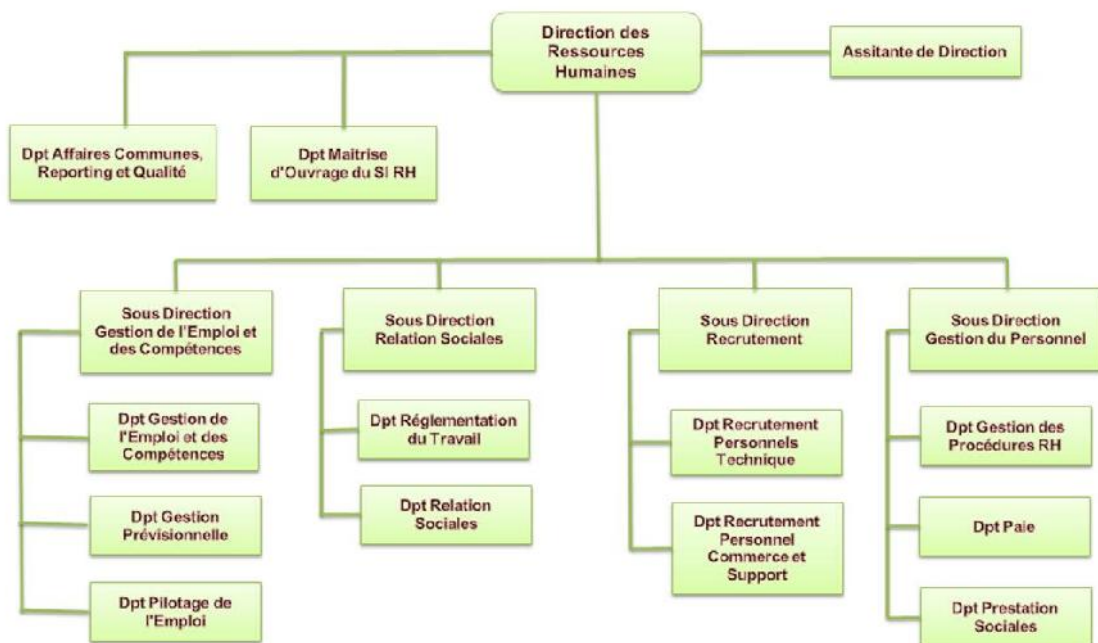 Direction des
Ressources
Humaines
Assitante de Direction
Dpt Affaires Communes,
Reporting et Qualité
Dpt Maitrise
d'Ouvrage du SI RH
Sous Direction
Gestion de l'Emploi et
des Compétences
Sous Direction
Relation Sociales
Sous Direction
Recrutement
Sous Direction
Gestion du Personnel
Dpt Gestion de
l'Emploi et des
Compétences
Dpt Réglementation
du Travail
Dpt Recrutement
Personnels
Technique
Dpt Gestion des
Procédures RH
Dpt Gestion
Prévisionnelle
Dpt Relation
Sociales
Dpt Recrutement
Personnel
Commerce et
Support
Dpt Paie
Dpt Pilotage de
l'Emploi
Dpt Prestation
Sociales